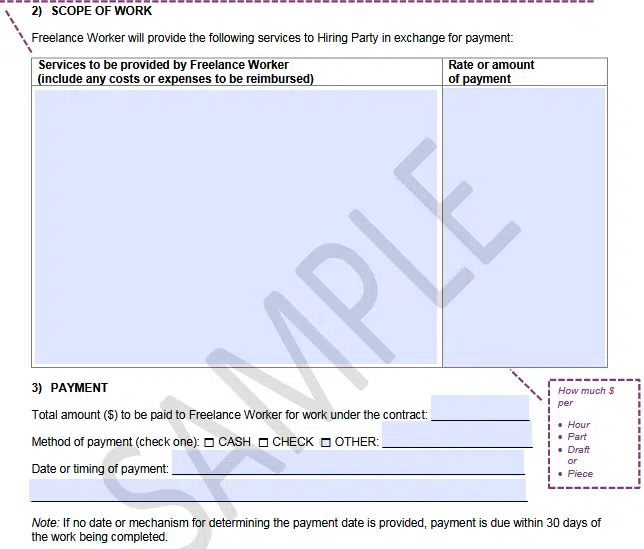 2) SCOPE OF WORK
Freelance Worker will provide the following services to Hiring Party in exchange for payment:
Services to be provided by Freelance Worker
(include any costs or expenses to be reimbursed)
Rate or amount
of payment
SAMPLE
3) PAYMENT
Total amount ($) to be paid to Freelance Worker for work under the contract:
Method of payment (check one): ☐ CASH ☐ CHECK ☐ OTHER:
Date or timing of payment:
How much $
per
• Hour
• Part
• Draft
or
• Piece
Note: If no date or mechanism for determining the payment date is provided, payment is due within 30 days of
the work being completed.